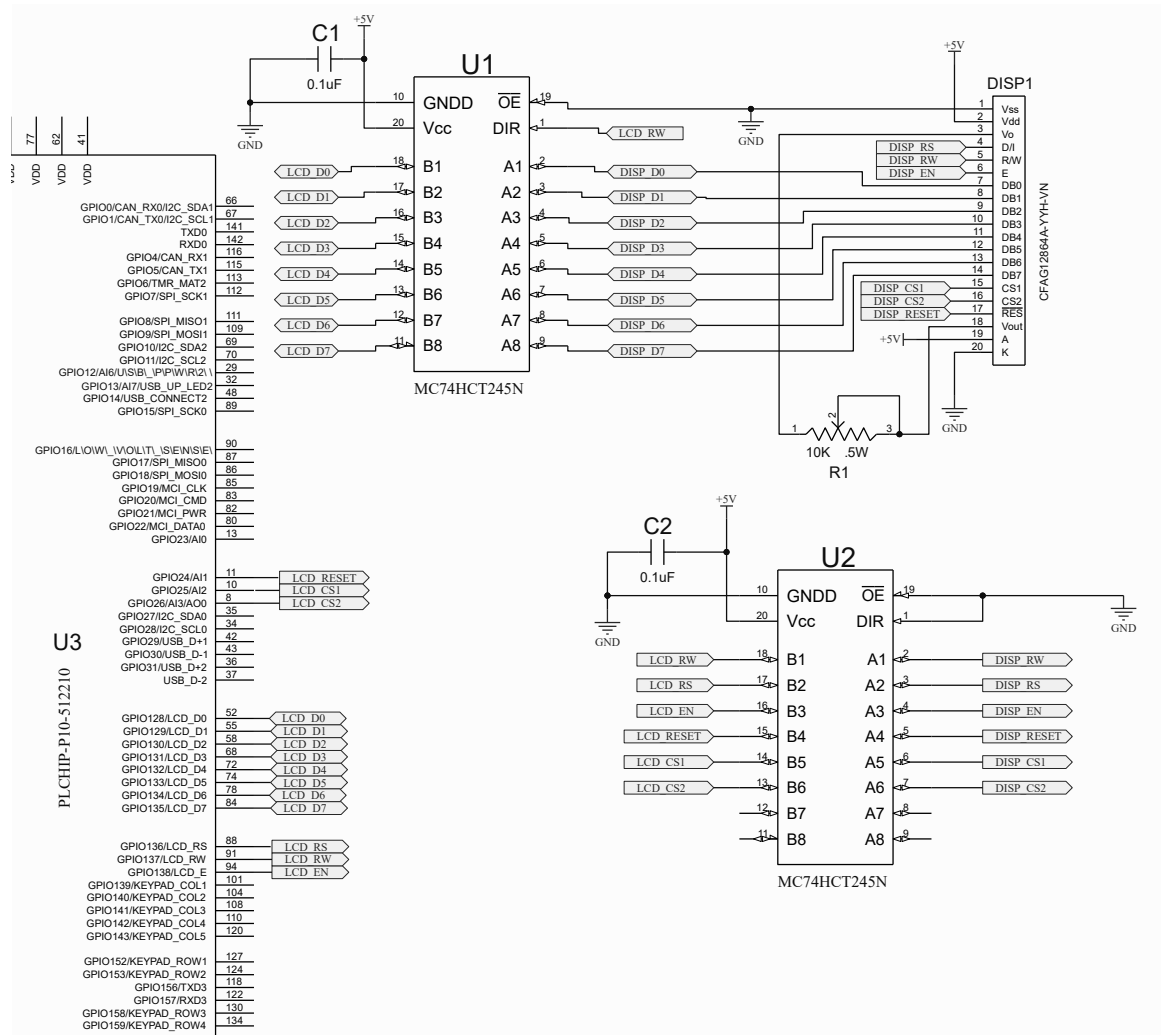 C1
+5V
0.1uF
GND
U1
10 GNDD OE 19
20 Vcc DIR 1 LCD_RW
LCD_D0 18 B1 A1 2 DISP_D0
LCD_D1 17 B2 A2 3 DISP_D1
LCD_D2 16 B3 A3 4 DISP_D2
LCD_D3 15 B4 A4 5 DISP_D3
LCD_D4 14 B5 A5 6 DISP_D4
LCD_D5 13 B6 A6 7 DISP_D5
LCD_D6 12 B7 A7 8 DISP_D6
LCD_D7 11 B8 A8 9 DISP_D7
MC74HCT245N
+5V
GND
DISP1
1 Vss
2 Vdd
3 Vo
DISP_RS 4 D/I
DISP_RW 5 R/W
DISP_EN 6 E
7 DB0
8 DB1
9 DB2
10 DB3
11 DB4
12 DB5
13 DB6
14 DB7
DISP_CS1 15 CS1
DISP_CS2 16 CS2
DISP_RESET 17 RES
18 Vout
+5V 19 A
20 K
CFAG12864A-YYH-VN
GND
1 2 3
10K .5W
R1
77 62 41
VDD VDD VDD VDD
GPIO0/CAN_RX0/I2C_SDA1 66
GPIO1/CAN_TX0/I2C_SCL1 67
TXD0 141
RXD0 142
GPIO4/CAN_RX1 116
GPIO5/CAN_TX1 115
GPIO6/TMR_MAT2 113
GPIO7/SPI_SCK1 112
GPIO8/SPI_MISO1 111
GPIO9/SPI_MOSI1 109
GPIO10/I2C_SDA2 69
GPIO11/I2C_SCL2 70
GPIO12/AI6/U\S\B\_\P\P\W\R\2\ 29
GPIO13/AI7/USB_UP_LED2 32
GPIO14/USB_CONNECT2 48
GPIO15/SPI_SCK0 89
GPIO16/L\O\W\_\V\O\L\T\_\S\E\N\S\E\ 90
GPIO17/SPI_MISO0 87
GPIO18/SPI_MOSI0 86
GPIO19/MCI_CLK 85
GPIO20/MCI_CMD 83
GPIO21/MCI_PWR 82
GPIO22/MCI_DATA0 80
GPIO23/AI0 13
GPIO24/AI1 11 LCD_RESET
GPIO25/AI2 10 LCD_CS1
GPIO26/AI3/AO0 8 LCD_CS2
GPIO27/I2C_SDA0 35
GPIO28/I2C_SCL0 34
GPIO29/USB_D+1 42
GPIO30/USB_D-1 43
GPIO31/USB_D+2 36
USB_D-2 37
U3
PLCHIP-P10-512210
GPIO128/LCD_D0 52 LCD_D0
GPIO129/LCD_D1 55 LCD_D1
GPIO130/LCD_D2 58 LCD_D2
GPIO131/LCD_D3 68 LCD_D3
GPIO132/LCD_D4 72 LCD_D4
GPIO133/LCD_D5 74 LCD_D5
GPIO134/LCD_D6 78 LCD_D6
GPIO135/LCD_D7 84 LCD_D7
GPIO136/LCD_RS 88 LCD_RS
GPIO137/LCD_RW 91 LCD_RW
GPIO138/LCD_E 94 LCD_EN
GPIO139/KEYPAD_COL1 101
GPIO140/KEYPAD_COL2 104
GPIO141/KEYPAD_COL3 108
GPIO142/KEYPAD_COL4 110
GPIO143/KEYPAD_COL5 120
GPIO152/KEYPAD_ROW1 127
GPIO153/KEYPAD_ROW2 124
GPIO156/TXD3 118
GPIO157/RXD3 122
GPIO158/KEYPAD_ROW3 130
GPIO159/KEYPAD_ROW4 134
+5V
C2
0.1uF
GND
U2
10 GNDD OE 19
20 Vcc DIR 1
GND
LCD_RW 18 B1 A1 2 DISP_RW
LCD_RS 17 B2 A2 3 DISP_RS
LCD_EN 16 B3 A3 4 DISP_EN
LCD_RESET 15 B4 A4 5 DISP_RESET
LCD_CS1 14 B5 A5 6 DISP_CS1
LCD_CS2 13 B6 A6 7 DISP_CS2
12 B7 A7 8
11 B8 A8 9
MC74HCT245N